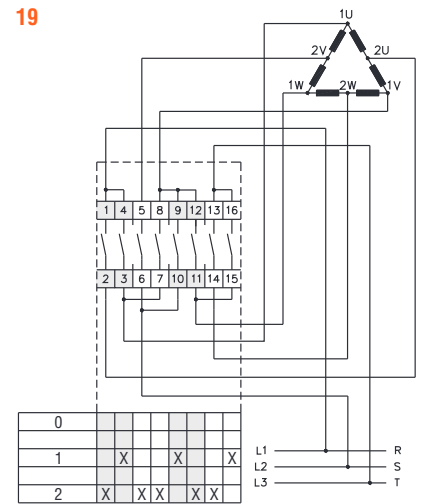 19
1U
2V 2U
1W 2W 1V
1 4 5 8 9 12 13 16
2 3 6 7 10 11 14 15
0
1 X X X
2 X X X X X
L1 R
L2 S
L3 T